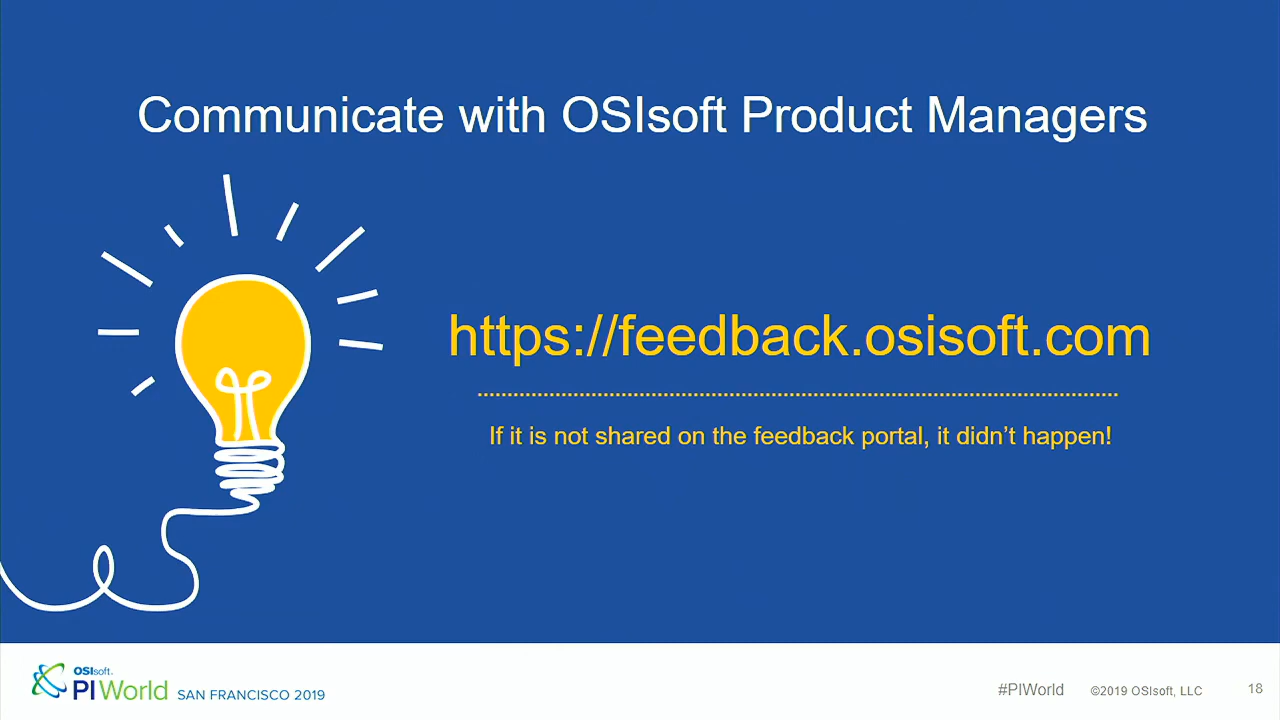 Communicate with OSIsoft Product Managers
https://feedback.osisoft.com
If it is not shared on the feedback portal, it didn’t happen!
OSIsoft.
PI World SAN FRANCISCO 2019
#PIWorld ©2019 OSIsoft, LLC 18